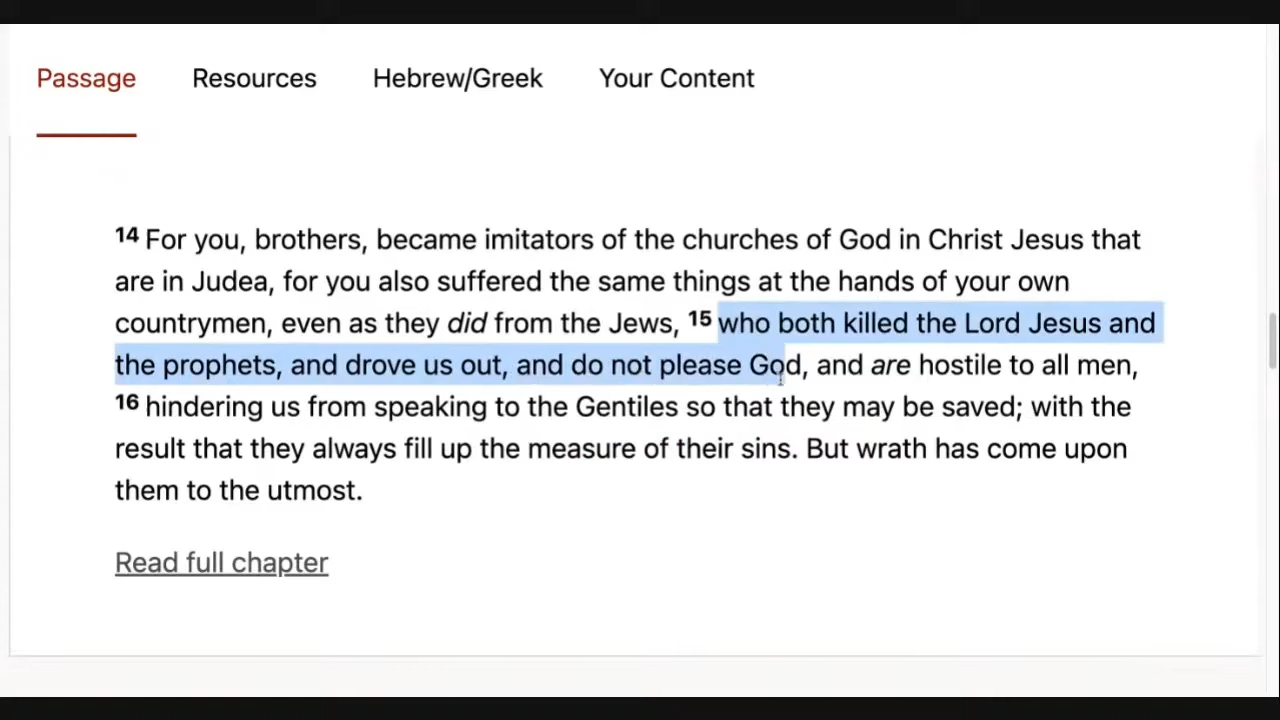 Passage Resources Hebrew/Greek Your Content
14 For you, brothers, became imitators of the churches of God in Christ Jesus that
are in Judea, for you also suffered the same things at the hands of your own
countrymen, even as they did from the Jews, 15 who both killed the Lord Jesus and
the prophets, and drove us out, and do not please God, and are hostile to all men,
16 hindering us from speaking to the Gentiles so that they may be saved; with the
result that they always fill up the measure of their sins. But wrath has come upon
them to the utmost.
Read full chapter